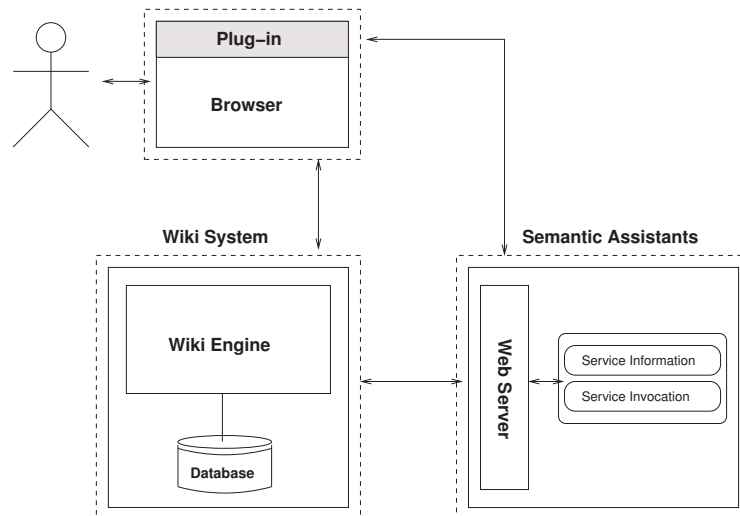 Plug–in
Browser
Wiki System
Semantic Assistants
Wiki Engine
Database
Web Server
Service Information
Service Invocation